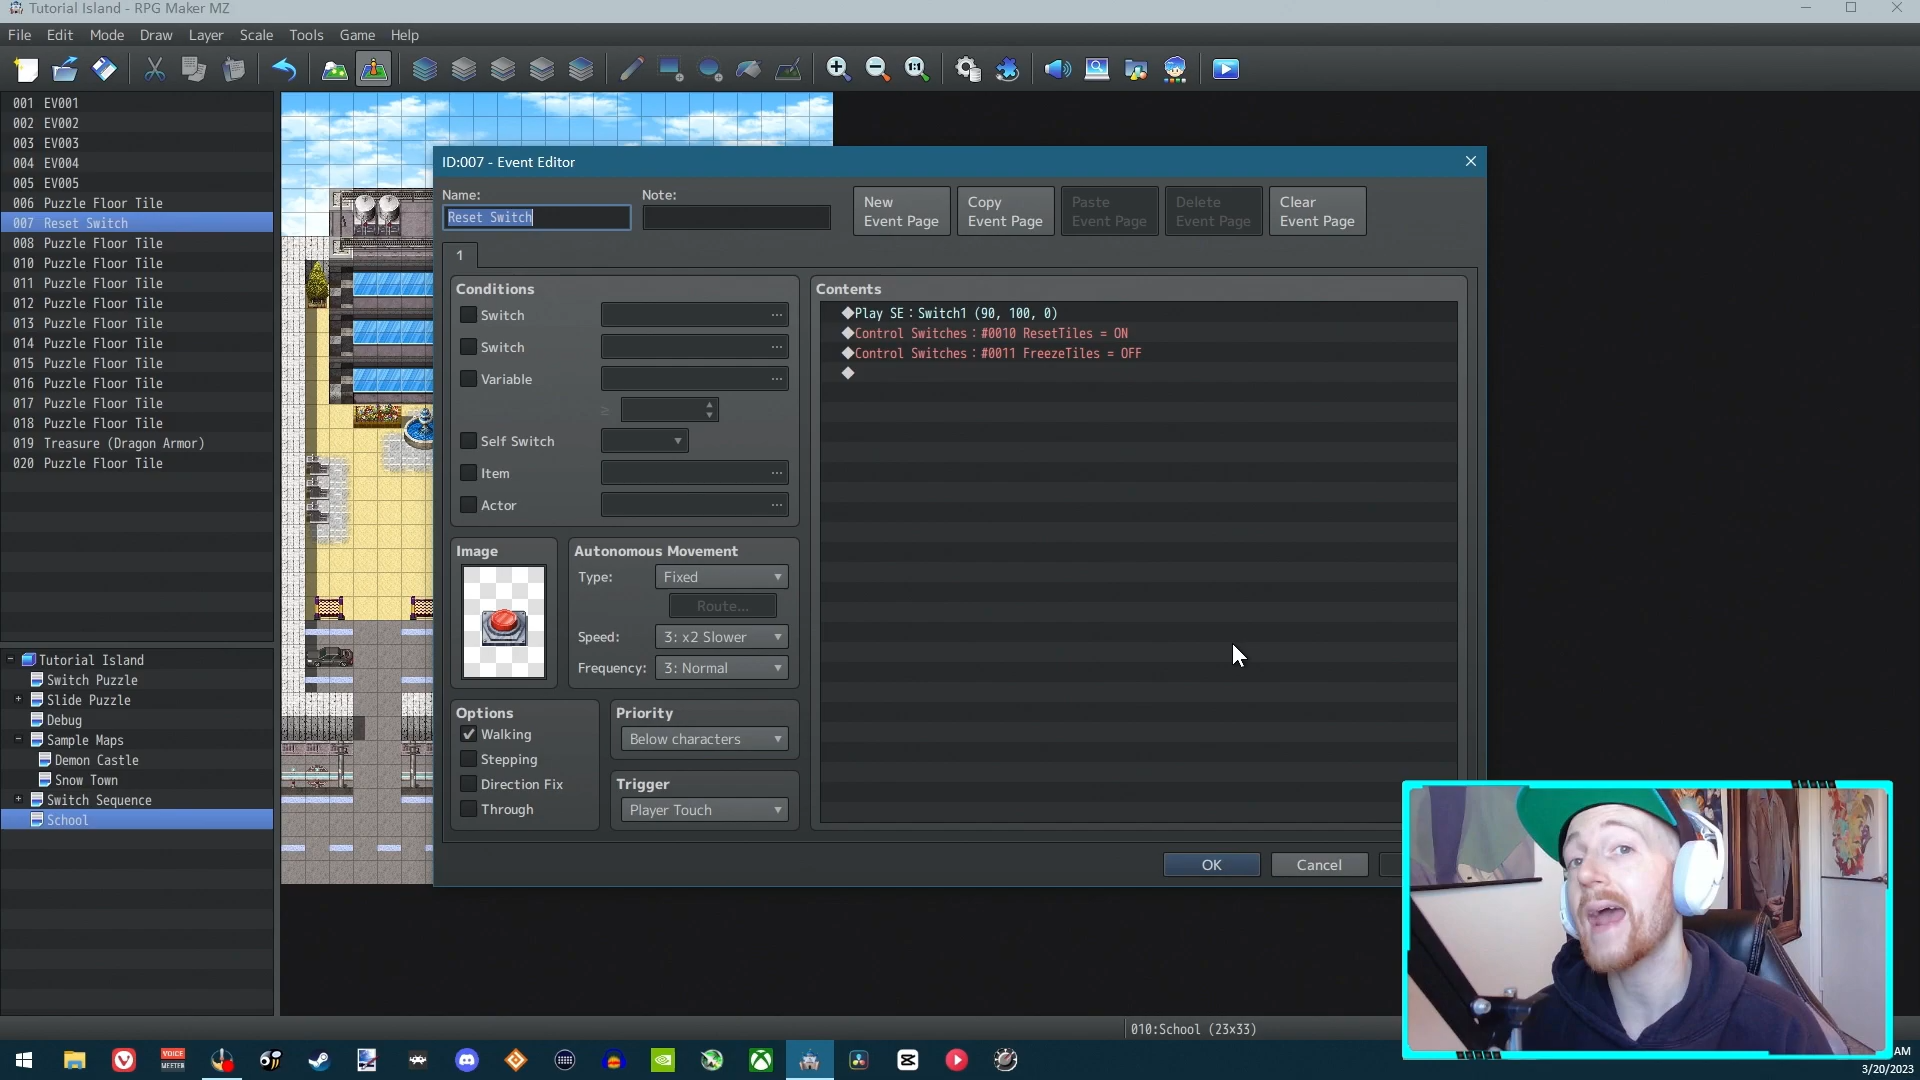 Tutorial Island - RPG Maker MZ
File Edit Mode Draw Layer Scale Tools Game Help
1:1
001 EV001
002 EV002
003 EV003
004 EV004
005 EV005
006 Puzzle Floor Tile
007 Reset Switch
008 Puzzle Floor Tile
010 Puzzle Floor Tile
011 Puzzle Floor Tile
012 Puzzle Floor Tile
013 Puzzle Floor Tile
014 Puzzle Floor Tile
015 Puzzle Floor Tile
016 Puzzle Floor Tile
017 Puzzle Floor Tile
018 Puzzle Floor Tile
019 Treasure (Dragon Armor)
020 Puzzle Floor Tile
Tutorial Island
Switch Puzzle
Slide Puzzle
Debug
Sample Maps
Demon Castle
Snow Town
Switch Sequence
School
ID:007 - Event Editor
Name:
Reset Switch
Note:
New
Event Page
Copy
Event Page
Paste
Event Page
Delete
Event Page
Clear
Event Page
1
Conditions
Switch ...
Switch ...
Variable ...
≥
Self Switch
Item ...
Actor ...
Image
Autonomous Movement
Type: Fixed
Route...
Speed: 3: x2 Slower
Frequency: 3: Normal
Options
Walking
Stepping
Direction Fix
Through
Priority
Below characters
Trigger
Player Touch
Contents
◆Play SE：Switch1 (90, 100, 0)
◆Control Switches：#0010 ResetTiles = ON
◆Control Switches：#0011 FreezeTiles = OFF
◆
OK
Cancel
010:School (23x33)
VOICE
MEETER
AM
3/20/2023